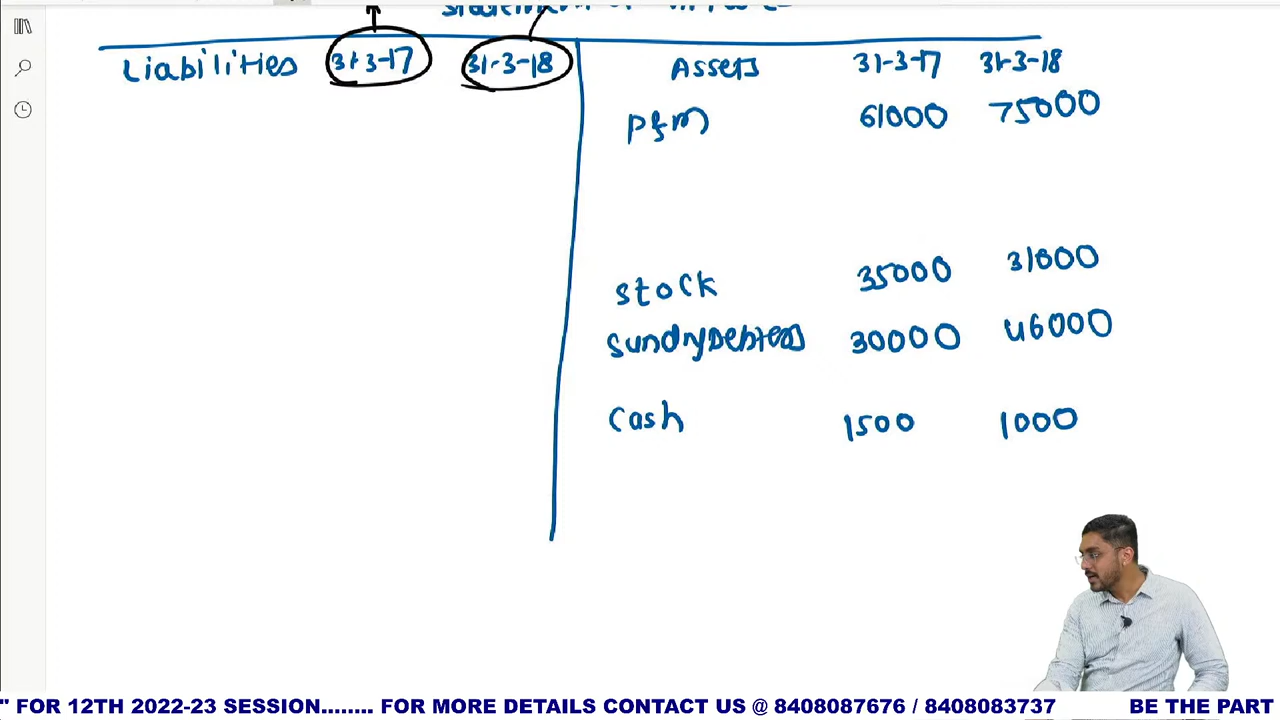 Liabilities 31-3-17 31-3-18 Assets 31-3-17 31-3-18
P&M 61000 75000
Stock 35000 31000
Sundry Debtors 30000 46000
Cash 1500 1000
" FOR 12TH 2022-23 SESSION........ FOR MORE DETAILS CONTACT US @ 8408087676 / 8408083737 BE THE PART